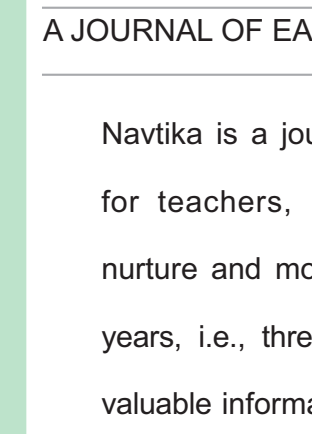 A JOURNAL OF EA
Navtika is a jou
for teachers,
nurture and mo
years, i.e., thre
valuable informa